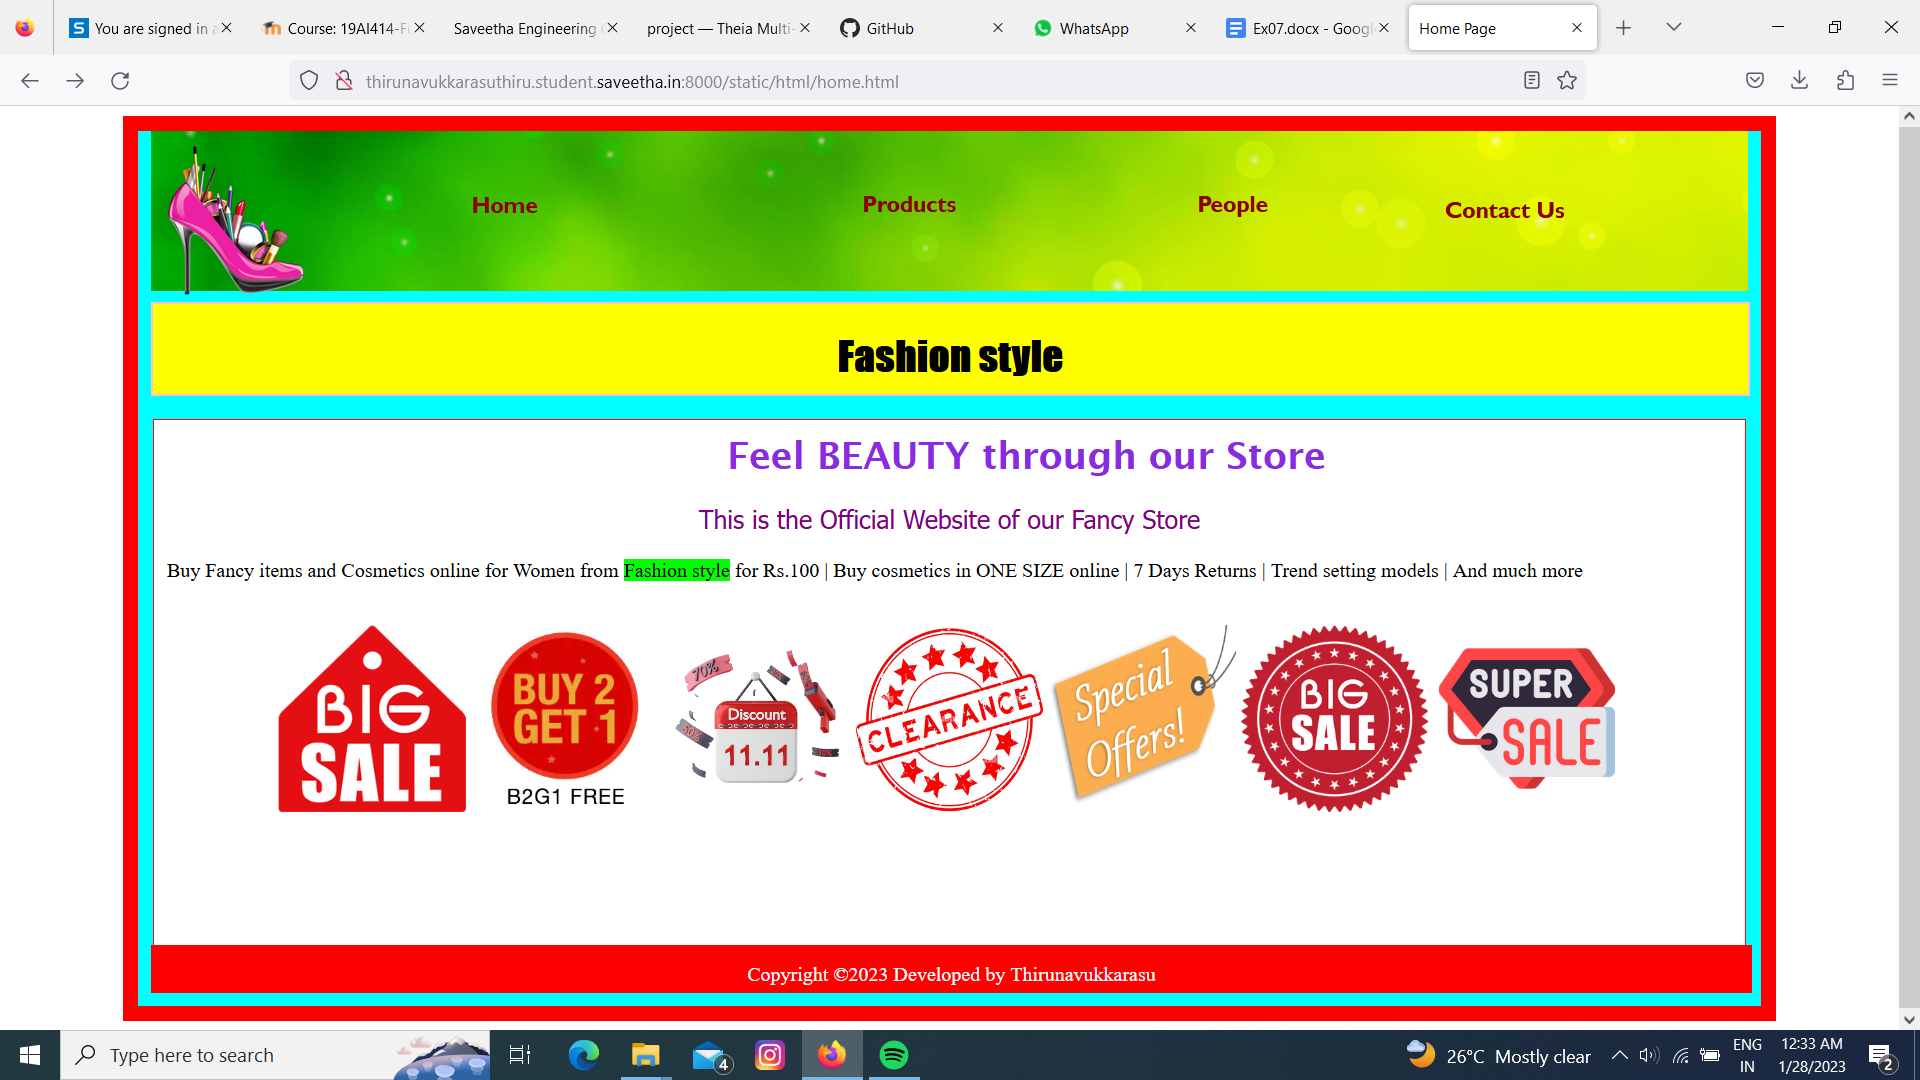 You are signed in a
Course: 19AI414-Fu
Saveetha Engineering C
project — Theia Multi-
GitHub
WhatsApp
Ex07.docx - Google
Home Page
thirunavukkarasuthiru.student.saveetha.in:8000/static/html/home.html
Home
Products
People
Contact Us
Fashion style
Feel BEAUTY through our Store
This is the Official Website of our Fancy Store
Buy Fancy items and Cosmetics online for Women from Fashion style for Rs.100 | Buy cosmetics in ONE SIZE online | 7 Days Returns | Trend setting models | And much more
BIG
SALE
BUY 2
GET 1
B2G1 FREE
70%
50%
Discount
11.11
CLEARANCE
Special
Offers!
BIG
SALE
SUPER
SALE
Copyright ©2023 Developed by Thirunavukkarasu
Type here to search
4
26°C Mostly clear
ENG
IN
12:33 AM
1/28/2023
2